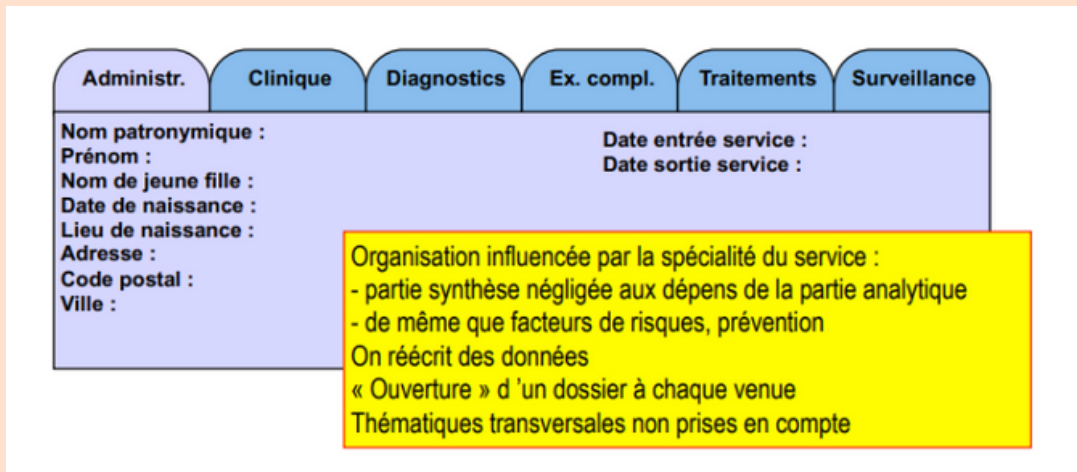 Administr. Clinique Diagnostics Ex. compl. Traitements Surveillance
Nom patronymique :
Prénom :
Nom de jeune fille :
Date de naissance :
Lieu de naissance :
Adresse :
Code postal :
Ville :
Date entrée service :
Date sortie service :
Organisation influencée par la spécialité du service :
- partie synthèse négligée aux dépens de la partie analytique
- de même que facteurs de risques, prévention
On réécrit des données
« Ouverture » d 'un dossier à chaque venue
Thématiques transversales non prises en compte